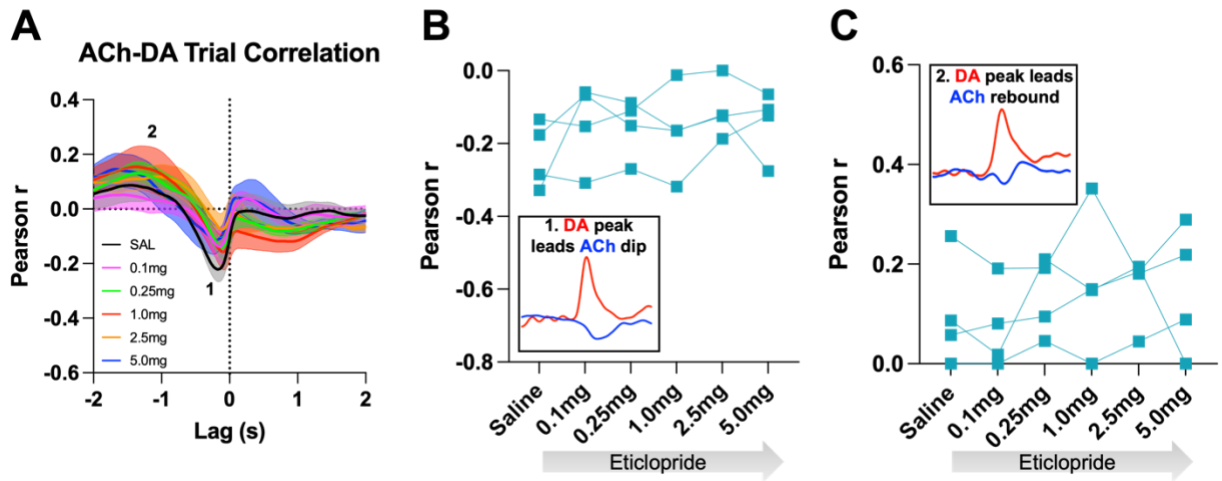 A
ACh-DA Trial Correlation
Pearson r
0.4
0.2
0.0
-0.2
-0.4
-0.6
2
1
SAL
0.1mg
0.25mg
1.0mg
2.5mg
5.0mg
-2
-1
0
1
2
Lag (s)
B
Pearson r
0.0
-0.2
-0.4
-0.6
-0.8
1. DA peak
leads ACh dip
Saline
0.1mg
0.25mg
1.0mg
2.5mg
5.0mg
Eticlopride
C
Pearson r
0.6
0.4
0.2
0.0
2. DA peak leads
ACh rebound
Saline
0.1mg
0.25mg
1.0mg
2.5mg
5.0mg
Eticlopride